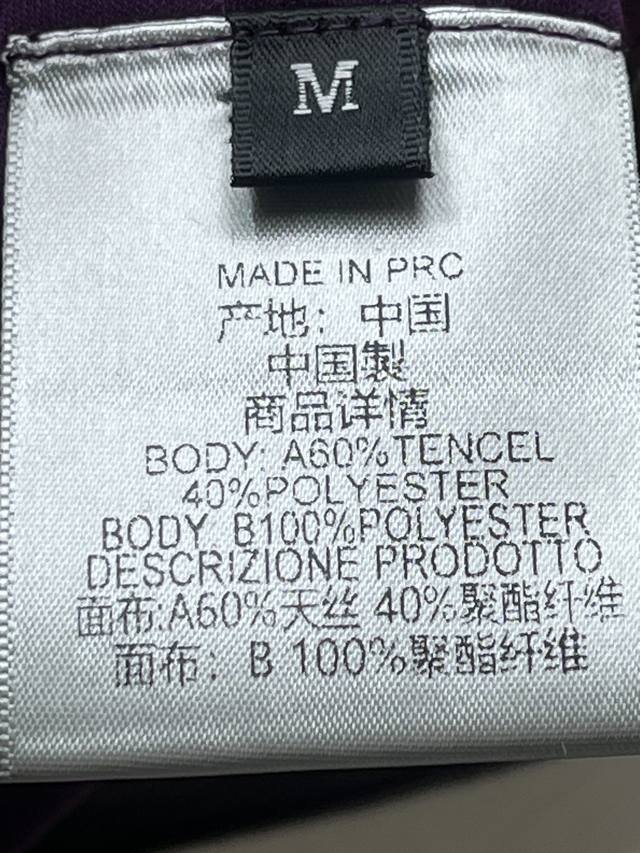 M
MADE IN PRC
产地：中国
中国製
商品详情
BODY: A60%TENCEL
40%POLYESTER
BODY. B100%POLYESTER
DESCRIZIONE PRODOTTO
面布:A60%天丝 40%聚酯纤维
面布：B 100%聚酯纤维